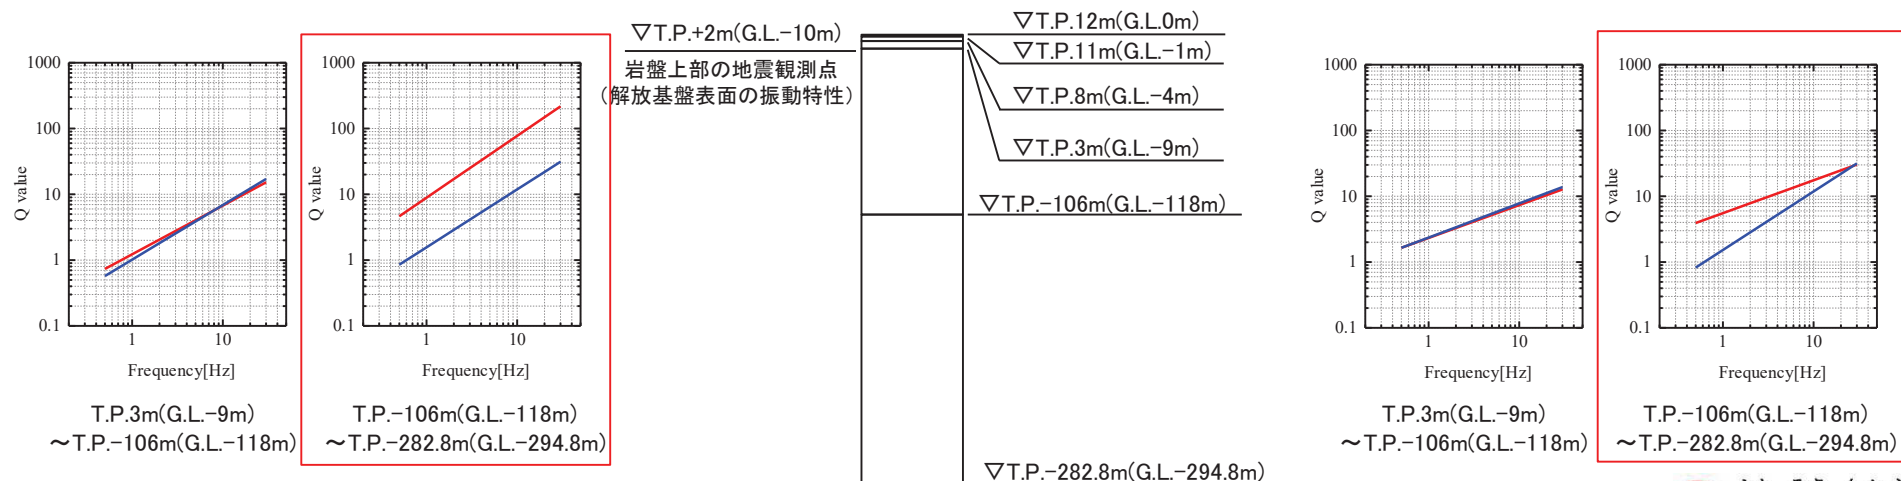 1000
100
10
1
0.1
Q value
1
10
Frequency[Hz]
T.P.3m(G.L.-9m)
～T.P.-106m(G.L.-118m)
1000
100
10
1
0.1
Q value
1
10
Frequency[Hz]
T.P.-106m(G.L.-118m)
～T.P.-282.8m(G.L.-294.8m)
▽T.P.+2m(G.L.-10m)
岩盤上部の地震観測点
(解放基盤表面の振動特性)
▽T.P.12m(G.L.0m)
▽T.P.11m(G.L.-1m)
▽T.P.8m(G.L.-4m)
▽T.P.3m(G.L.-9m)
▽T.P.-106m(G.L.-118m)
▽T.P.-282.8m(G.L.-294.8m)
1000
100
10
1
0.1
Q value
1
10
Frequency[Hz]
T.P.3m(G.L.-9m)
～T.P.-106m(G.L.-118m)
1000
100
10
1
0.1
Q value
1
10
Frequency[Hz]
T.P.-106m(G.L.-118m)
～T.P.-282.8m(G.L.-294.8m)